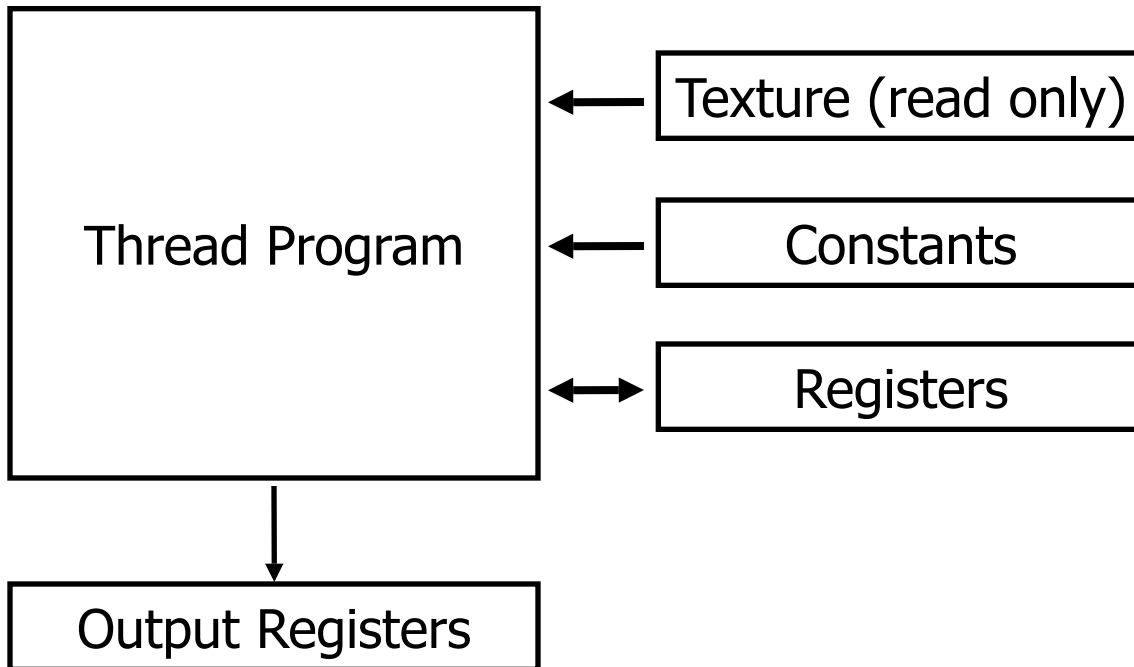 Texture (read only)
Thread Program
Constants
Registers
Output Registers